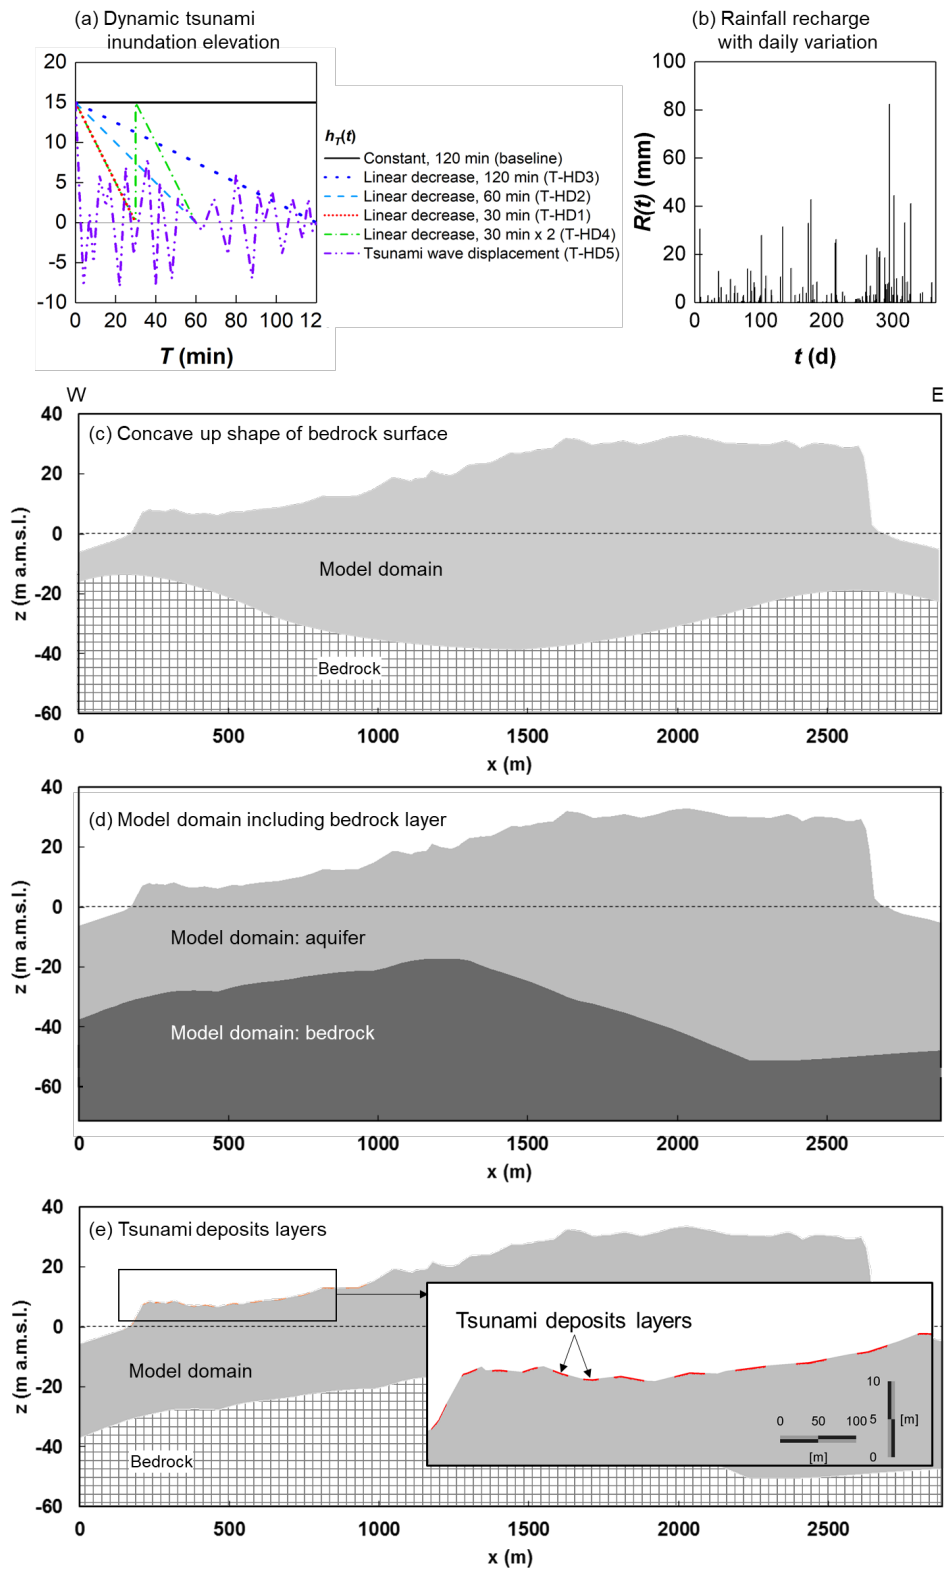 (a) Dynamic tsunami
inundation elevation
20
15
10
5
0
-5
-10
0 20 40 60 80 100 12
T (min)
h_T(t)
Constant, 120 min (baseline)
Linear decrease, 120 min (T-HD3)
Linear decrease, 60 min (T-HD2)
Linear decrease, 30 min (T-HD1)
Linear decrease, 30 min x 2 (T-HD4)
Tsunami wave displacement (T-HD5)
(b) Rainfall recharge
with daily variation
R(t) (mm)
100
80
60
40
20
0
0 100 200 300
t (d)
W E
(c) Concave up shape of bedrock surface
z (m a.m.s.l.)
40
20
0
-20
-40
-60
Model domain
Bedrock
0 500 1000 1500 2000 2500
x (m)
(d) Model domain including bedrock layer
z (m a.m.s.l.)
40
20
0
-20
-40
-60
Model domain: aquifer
Model domain: bedrock
0 500 1000 1500 2000 2500
x (m)
(e) Tsunami deposits layers
z (m a.m.s.l.)
40
20
0
-20
-40
-60
Model domain
Bedrock
Tsunami deposits layers
0 50 100
[m]
10
5
0
[m]
0 500 1000 1500 2000 2500
x (m)